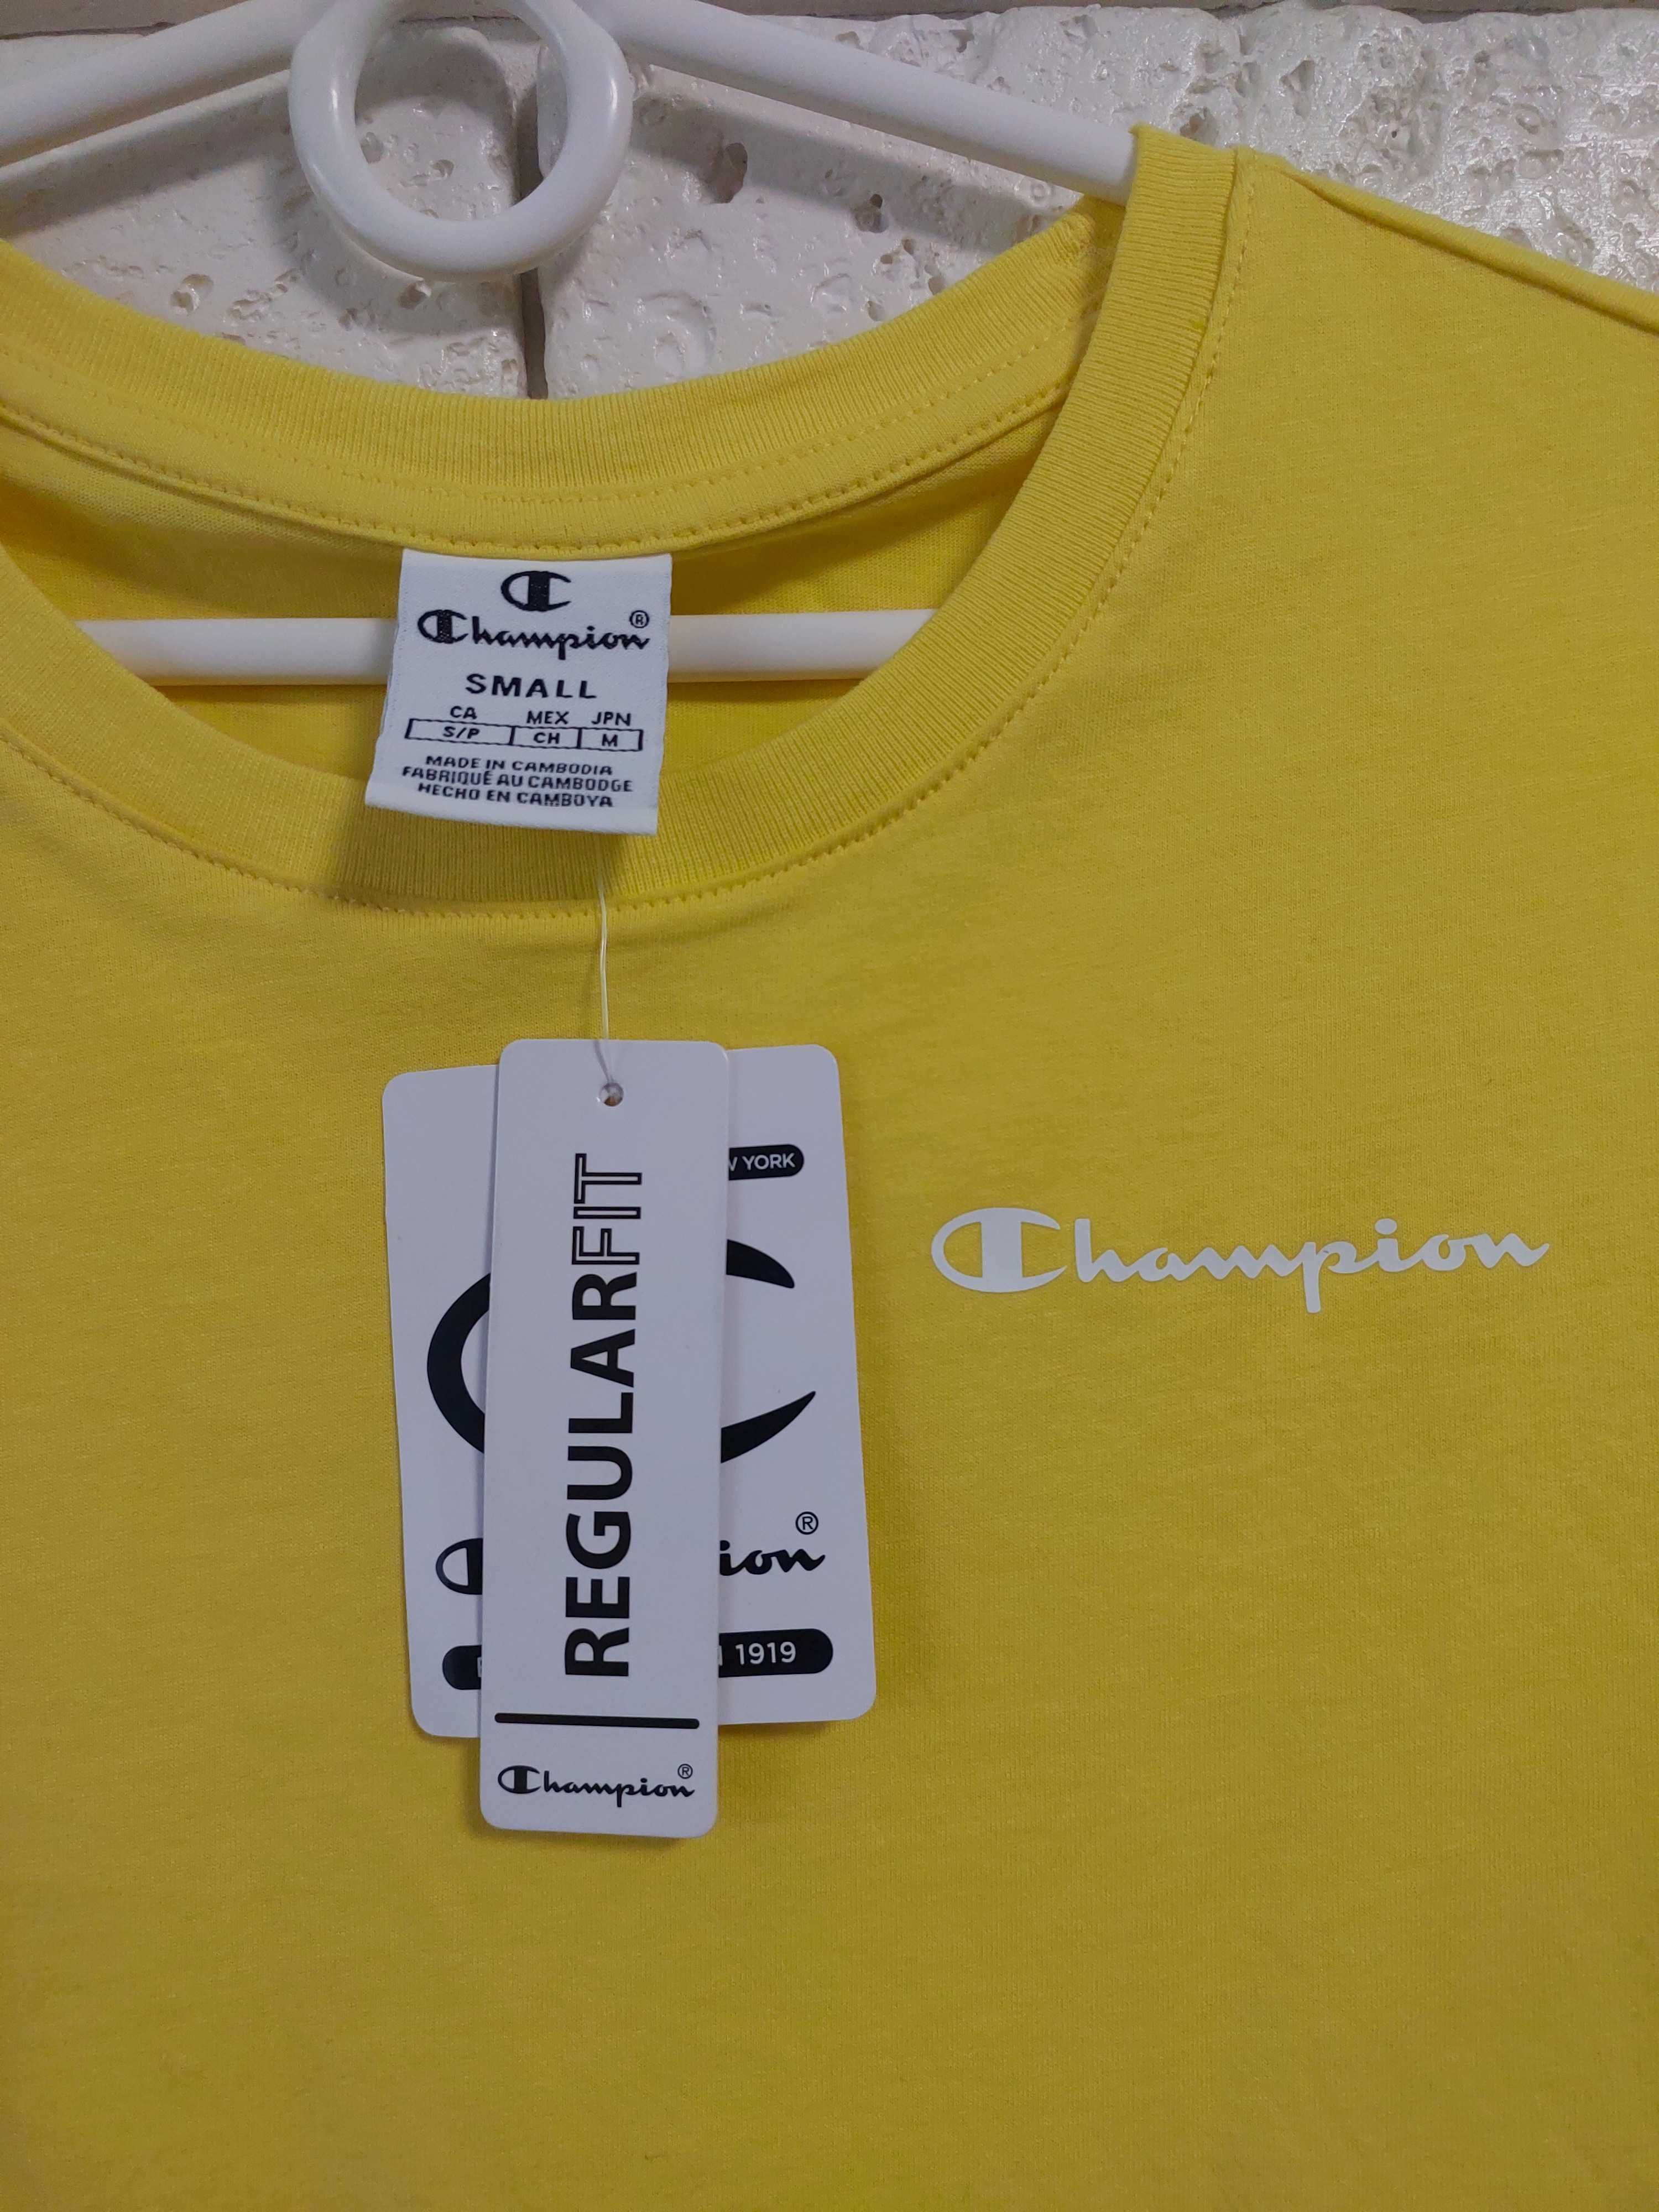 Champion®
SMALL
CA MEX JPN
S/P CH M
MADE IN CAMBODIA
FABRIQUÉ AU CAMBODGE
HECHO EN CAMBOYA
YORK
REGULARFIT
Champion
®
1919
Champion®